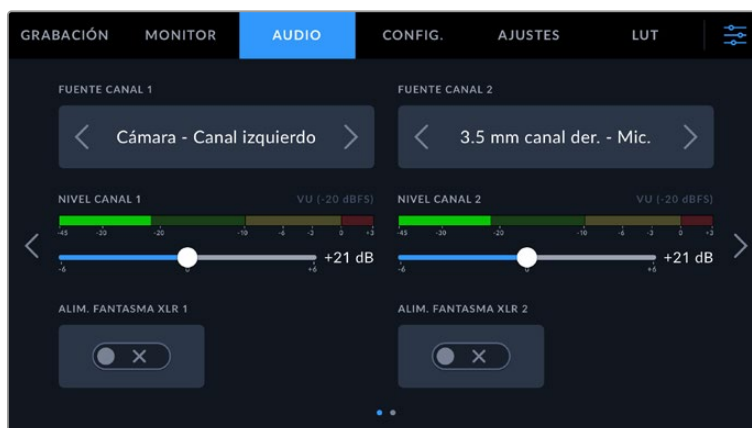 GRABACIÓN MONITOR AUDIO CONFIG. AJUSTES LUT
FUENTE CANAL 1 FUENTE CANAL 2
Cámara - Canal izquierdo 3.5 mm canal der. - Mic.
NIVEL CANAL 1 VU (-20 dBFS) NIVEL CANAL 2 VU (-20 dBFS)
-45 -30 -20 -10 -6 -3 0 +3 -45 -30 -20 -10 -6 -3 0 +3
+21 dB +21 dB
-6 0 +6 -6 0 +6
ALIM. FANTASMA XLR 1 ALIM. FANTASMA XLR 2